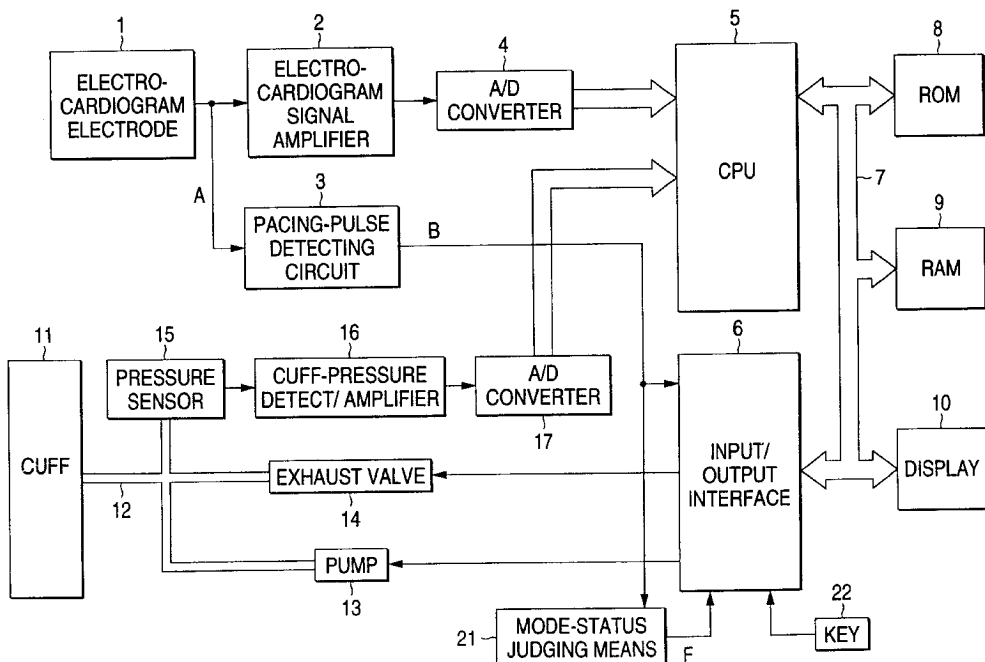 1
ELECTRO-
CARDIOGRAM
ELECTRODE
2
ELECTRO-
CARDIOGRAM
SIGNAL
AMPLIFIER
4
A/D
CONVERTER
5
CPU
8
ROM
7
A
3
PACING-PULSE
DETECTING
CIRCUIT
B
9
RAM
11
CUFF
15
PRESSURE
SENSOR
16
CUFF-PRESSURE
DETECT/ AMPLIFIER
A/D
CONVERTER
17
6
INPUT/
OUTPUT
INTERFACE
10
DISPLAY
12
EXHAUST VALVE
14
PUMP
13
21
MODE-STATUS
JUDGING MEANS
F
22
KEY